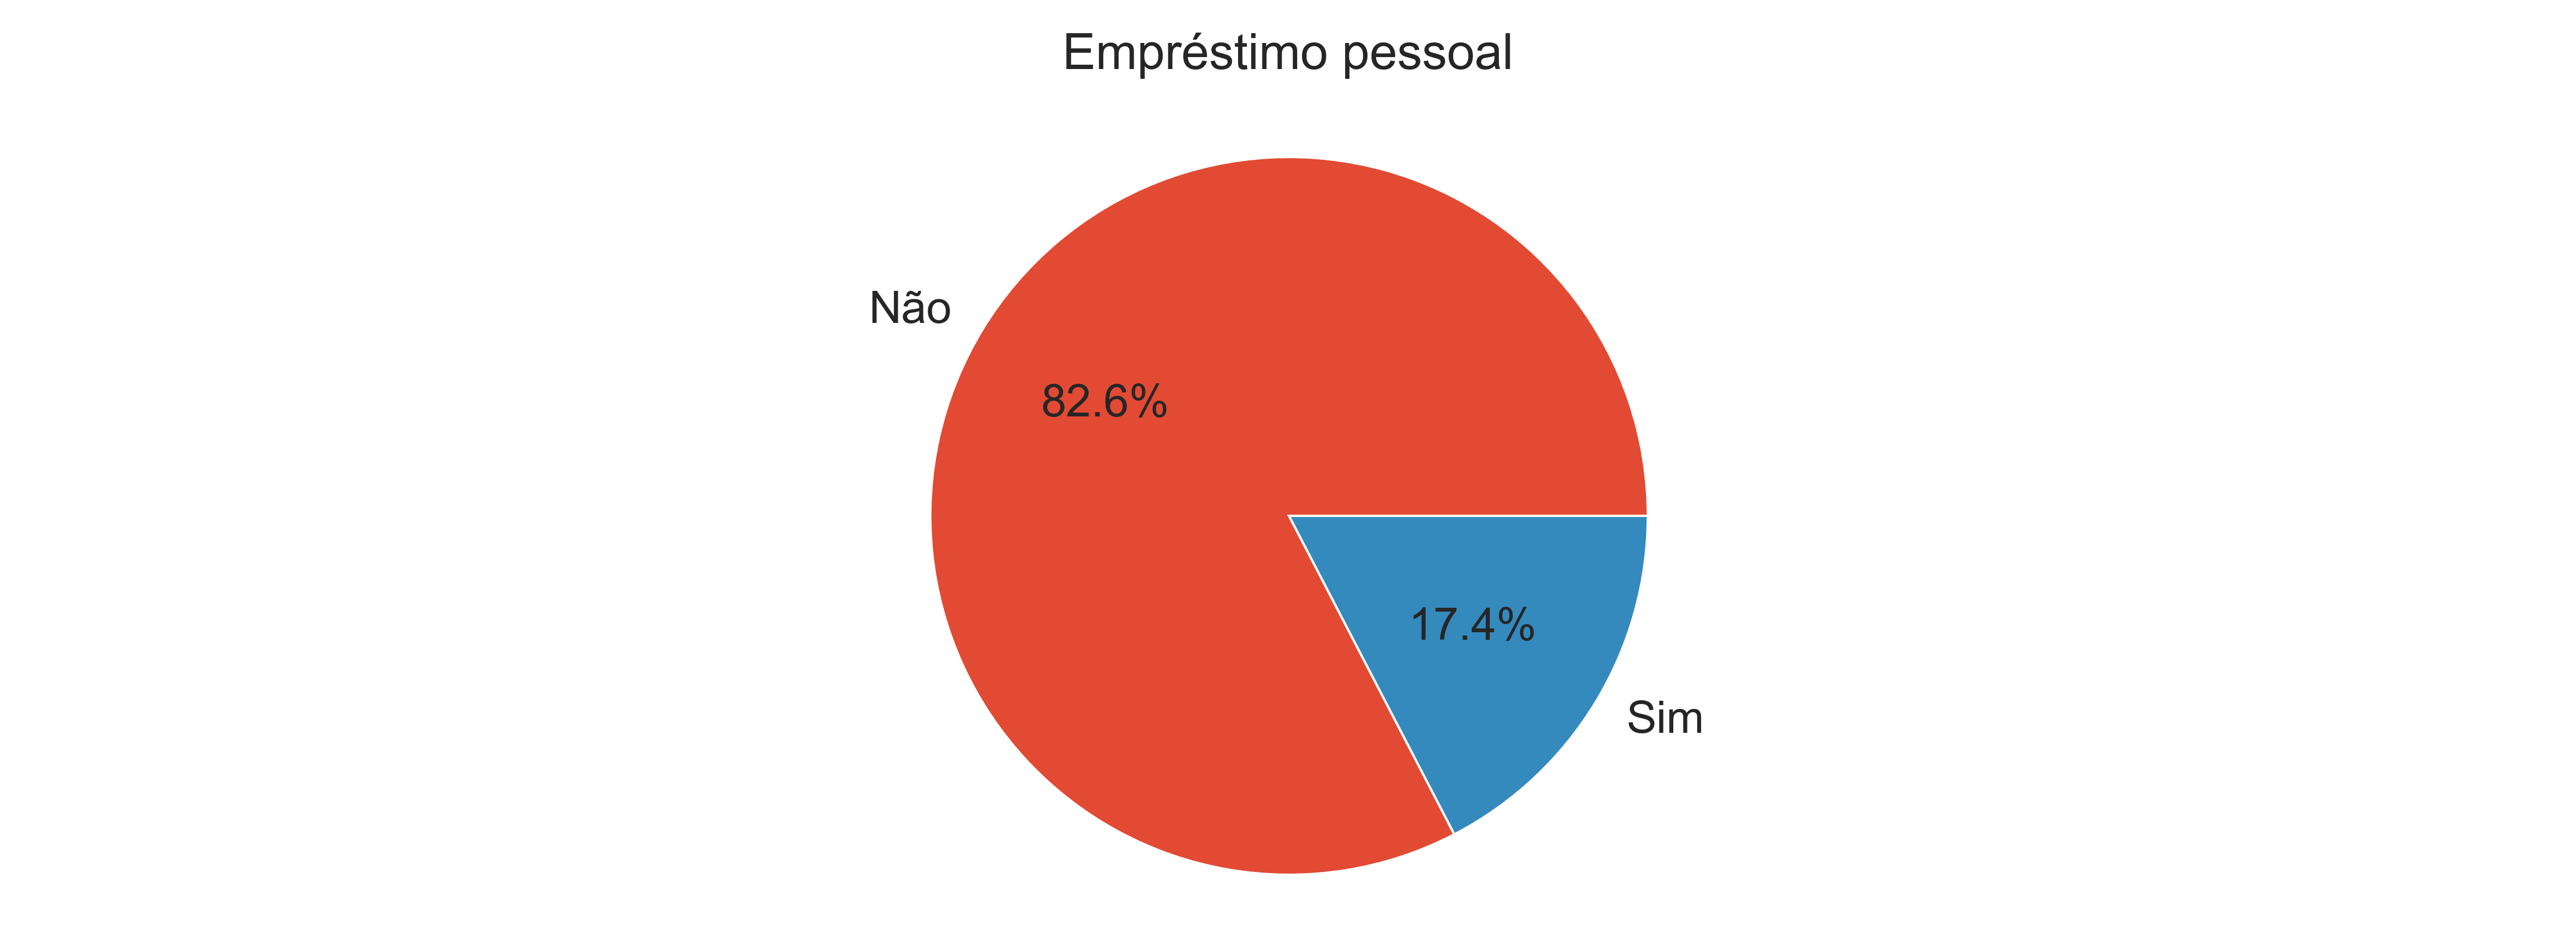 Empréstimo pessoal
Não
82.6%
17.4%
Sim